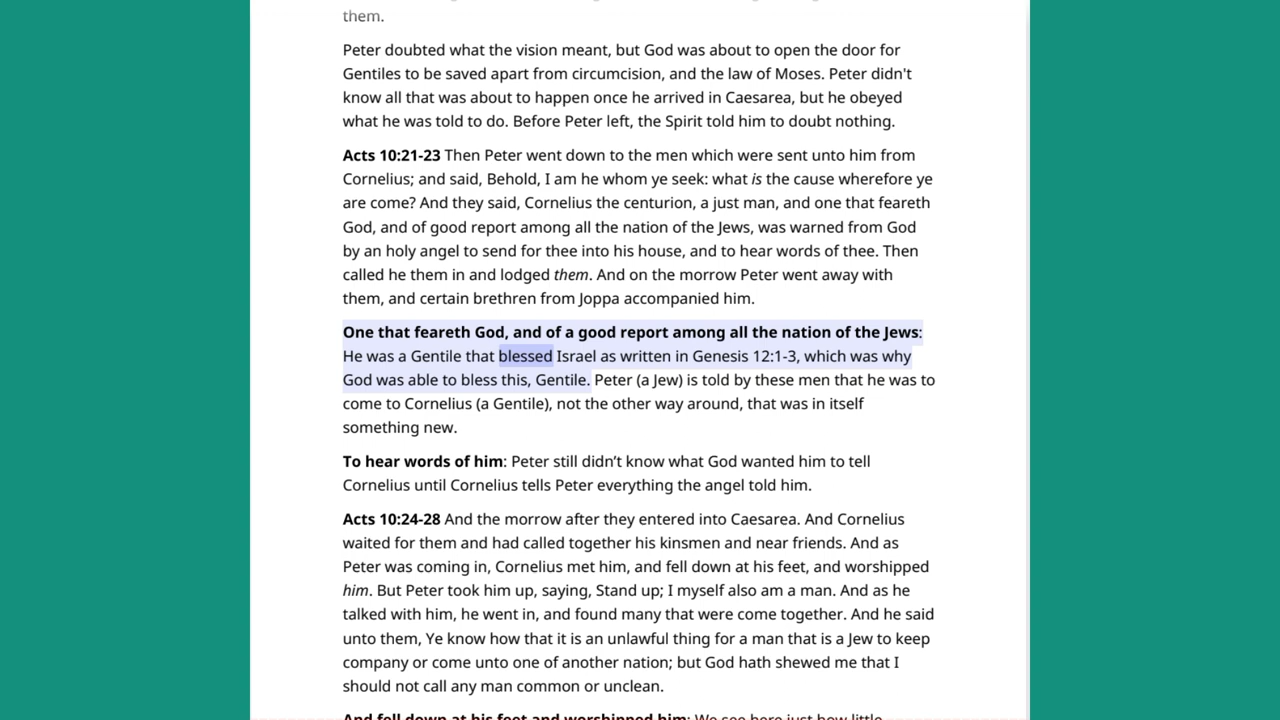 them.
Peter doubted what the vision meant, but God was about to open the door for
Gentiles to be saved apart from circumcision, and the law of Moses. Peter didn't
know all that was about to happen once he arrived in Caesarea, but he obeyed
what he was told to do. Before Peter left, the Spirit told him to doubt nothing.
Acts 10:21-23 Then Peter went down to the men which were sent unto him from
Cornelius; and said, Behold, I am he whom ye seek: what is the cause wherefore ye
are come? And they said, Cornelius the centurion, a just man, and one that feareth
God, and of good report among all the nation of the Jews, was warned from God
by an holy angel to send for thee into his house, and to hear words of thee. Then
called he them in and lodged them. And on the morrow Peter went away with
them, and certain brethren from Joppa accompanied him.
One that feareth God, and of a good report among all the nation of the Jews:
He was a Gentile that blessed Israel as written in Genesis 12:1-3, which was why
God was able to bless this, Gentile. Peter (a Jew) is told by these men that he was to
come to Cornelius (a Gentile), not the other way around, that was in itself
something new.
To hear words of him: Peter still didn’t know what God wanted him to tell
Cornelius until Cornelius tells Peter everything the angel told him.
Acts 10:24-28 And the morrow after they entered into Caesarea. And Cornelius
waited for them and had called together his kinsmen and near friends. And as
Peter was coming in, Cornelius met him, and fell down at his feet, and worshipped
him. But Peter took him up, saying, Stand up; I myself also am a man. And as he
talked with him, he went in, and found many that were come together. And he said
unto them, Ye know how that it is an unlawful thing for a man that is a Jew to keep
company or come unto one of another nation; but God hath shewed me that I
should not call any man common or unclean.
And fell down at his feet and worshipped him: We see here just how little